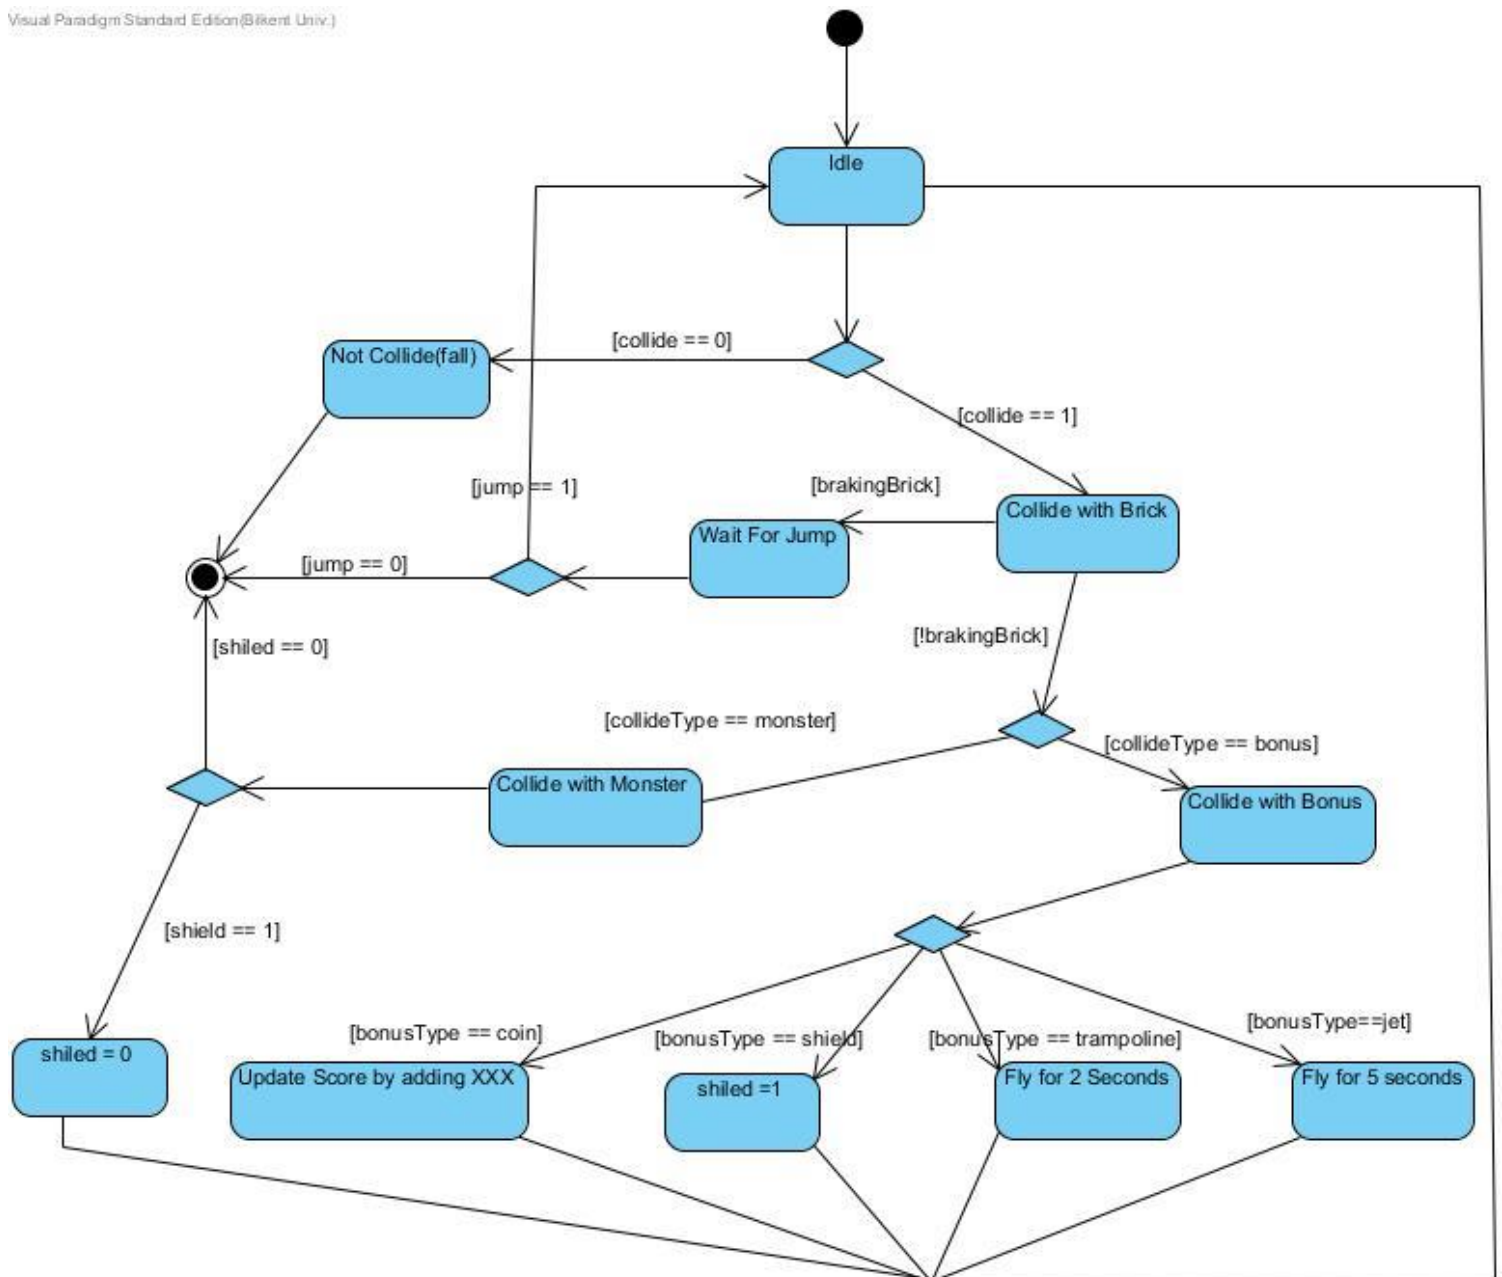 Visual Paradigm Standard Edition(Bilkent Univ.)
Idle
[collide == 0]
Not Collide(fall)
[collide == 1]
[jump == 1]
[brakingBrick]
Collide with Brick
Wait For Jump
[jump == 0]
[!brakingBrick]
[shiled == 0]
[collideType == monster]
[collideType == bonus]
Collide with Monster
Collide with Bonus
[shield == 1]
[bonusType==jet]
[bonusType == coin]
[bonusType == shield]
[bonusType == trampoline]
shiled = 0
Update Score by adding XXX
shiled =1
Fly for 2 Seconds
Fly for 5 seconds